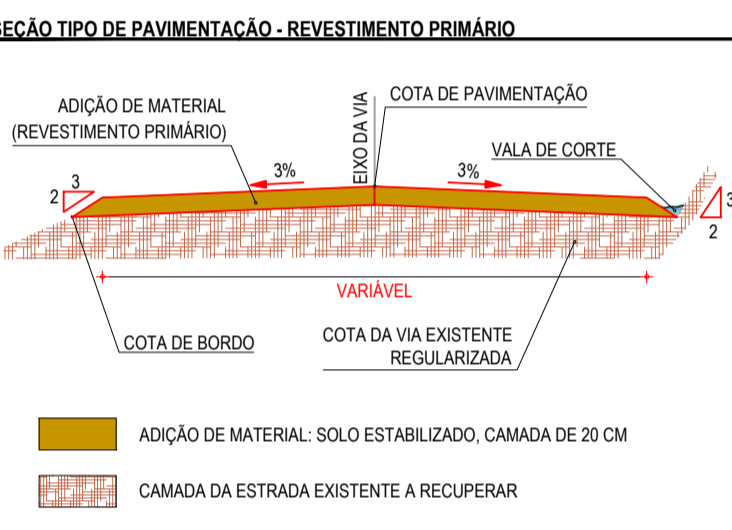 SEÇÃO TIPO DE PAVIMENTAÇÃO - REVESTIMENTO PRIMÁRIO
ADIÇÃO DE MATERIAL
(REVESTIMENTO PRIMÁRIO)
EIXO DA VIA
COTA DE PAVIMENTAÇÃO
VALA DE CORTE
3%
3%
3
2
3
2
VARIÁVEL
COTA DE BORDO
COTA DA VIA EXISTENTE
REGULARIZADA
ADIÇÃO DE MATERIAL: SOLO ESTABILIZADO, CAMADA DE 20 CM
CAMADA DA ESTRADA EXISTENTE A RECUPERAR